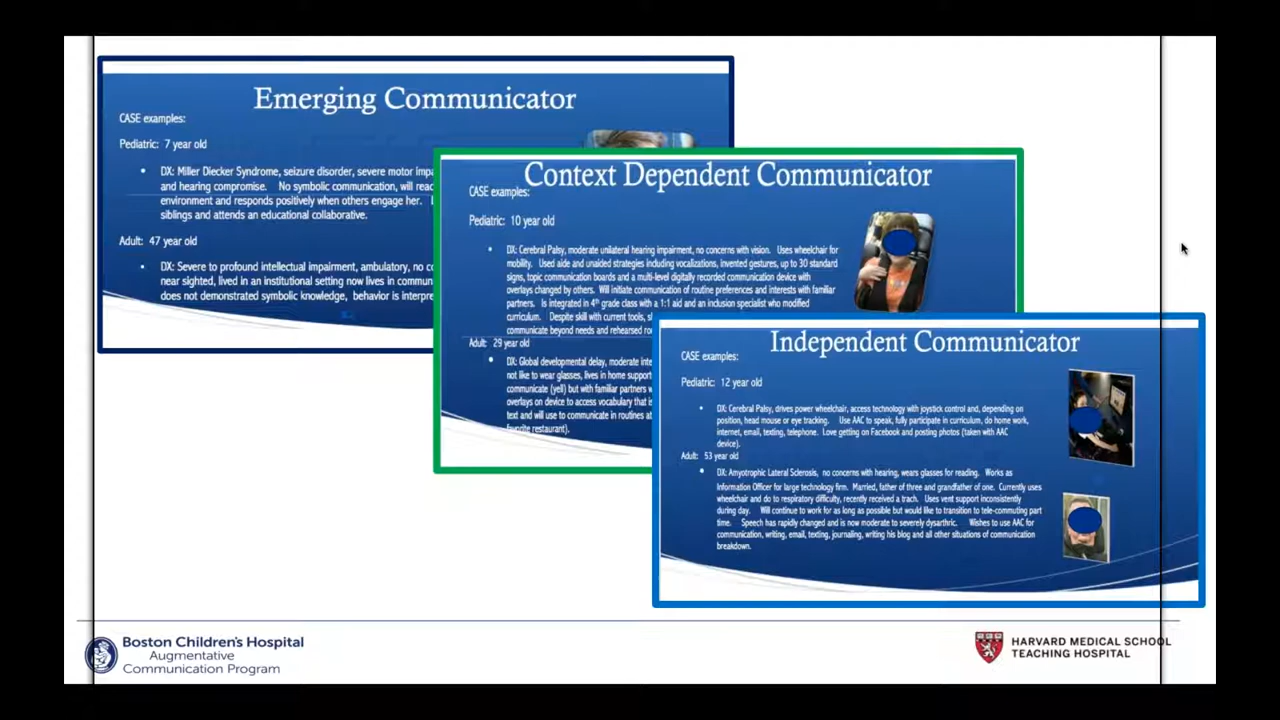 Emerging Communicator
CASE examples:
Pediatric: 7 year old
• DX: Miller Diecker Syndrome, seizure disorder, severe motor impa
and hearing compromise. No symbolic communication, will reac
environment and responds positively when others engage her.
siblings and attends an educational collaborative.
Adult: 47 year old
• DX: Severe to profound intellectual impairment, ambulatory, no co
near sighted, lived in an institutional setting now lives in commun
does not demonstrated symbolic knowledge, behavior is interpre
Context Dependent Communicator
CASE examples:
Pediatric: 10 year old
• DX: Cerebral Palsy, moderate unilateral hearing impairment, no concerns with vision. Uses wheelchair for
mobility. Used aide and unaided strategies including vocalizations, invented gestures, up to 30 standard
signs, topic communication boards and a multi-level digitally recorded communication device with
overlays changed by others. Will initiate communication of routine preferences and interests with familiar
partners. Is integrated in 4th grade class with a 1:1 aid and an inclusion specialist who modified
curriculum. Despite skill with current tools, s
communicate beyond needs and rehearsed ro
Adult: 29 year old
• DX: Global developmental delay, moderate inte
not like to wear glasses, lives in home support
communicate (yell) but with familiar partners w
overlays on device to access vocabulary that is
text and will use to communicate in routines at
favorite restaurant).
Independent Communicator
CASE examples:
Pediatric: 12 year old
• DX: Cerebral Palsy, drives power wheelchair, access technology with joystick control and, depending on
position, head mouse or eye tracking. Use AAC to speak, fully participate in curriculum, do home work,
internet, email, texting, telephone. Love getting on Facebook and posting photos (taken with AAC
device).
Adult: 53 year old
• DX: Amyotrophic Lateral Sclerosis, no concerns with hearing, wears glasses for reading. Works as
Information Officer for large technology firm. Married, father of three and grandfather of one. Currently uses
wheelchair and do to respiratory difficulty, recently received a trach. Uses vent support inconsistently
during day. Will continue to work for as long as possible but would like to transition to tele-commuting part
time. Speech has rapidly changed and is now moderate to severely dysarthric. Wishes to use AAC for
communication, writing, email, texting, journaling, writing his blog and all other situations of communication
breakdown.
Boston Children's Hospital
Augmentative
Communication Program
HARVARD MEDICAL SCHOOL
TEACHING HOSPITAL